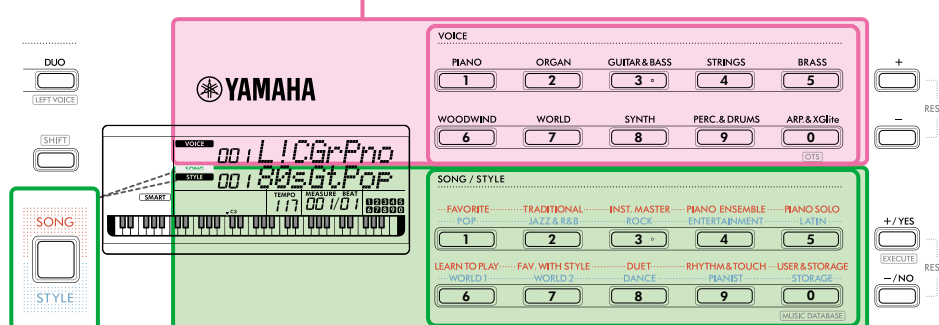 VOICE
DUO
PIANO ORGAN GUITAR & BASS STRINGS BRASS +
1 2 3 4 5
LEFT VOICE
YAMAHA
RES
WOODWIND WORLD SYNTH PERC. & DRUMS ARP. & XGlite −
6 7 8 9 0
SHIFT
OTS
VOICE 001 L!CGrPno
SONG
STYLE 001 80sGt.Pop
SONG / STYLE
SMART TEMPO 117 MEASURE BEAT 001/01 12345
67890
C3
SONG
STYLE
FAVORITE TRADITIONAL INST. MASTER PIANO ENSEMBLE PIANO SOLO
POP JAZZ & R&B ROCK ENTERTAINMENT LATIN +/YES
1 2 3 4 5
EXECUTE
RES
LEARN TO PLAY FAV. WITH STYLE DUET RHYTHM & TOUCH USER & STORAGE
WORLD 1 WORLD 2 DANCE PIANIST STORAGE −/NO
6 7 8 9 0
MUSIC DATABASE